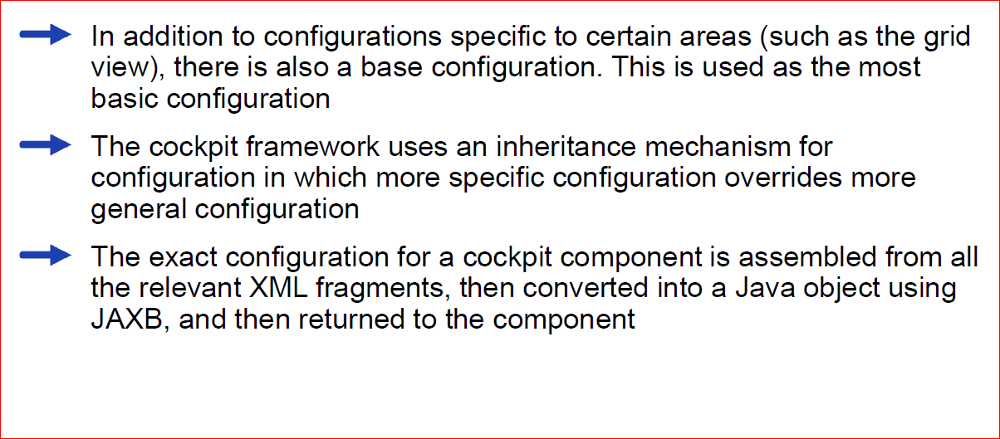 In addition to configurations specific to certain areas (such as the grid
view), there is also a base configuration. This is used as the most
basic configuration
The cockpit framework uses an inheritance mechanism for
configuration in which more specific configuration overrides more
general configuration
The exact configuration for a cockpit component is assembled from all
the relevant XML fragments, then converted into a Java object using
JAXB, and then returned to the component